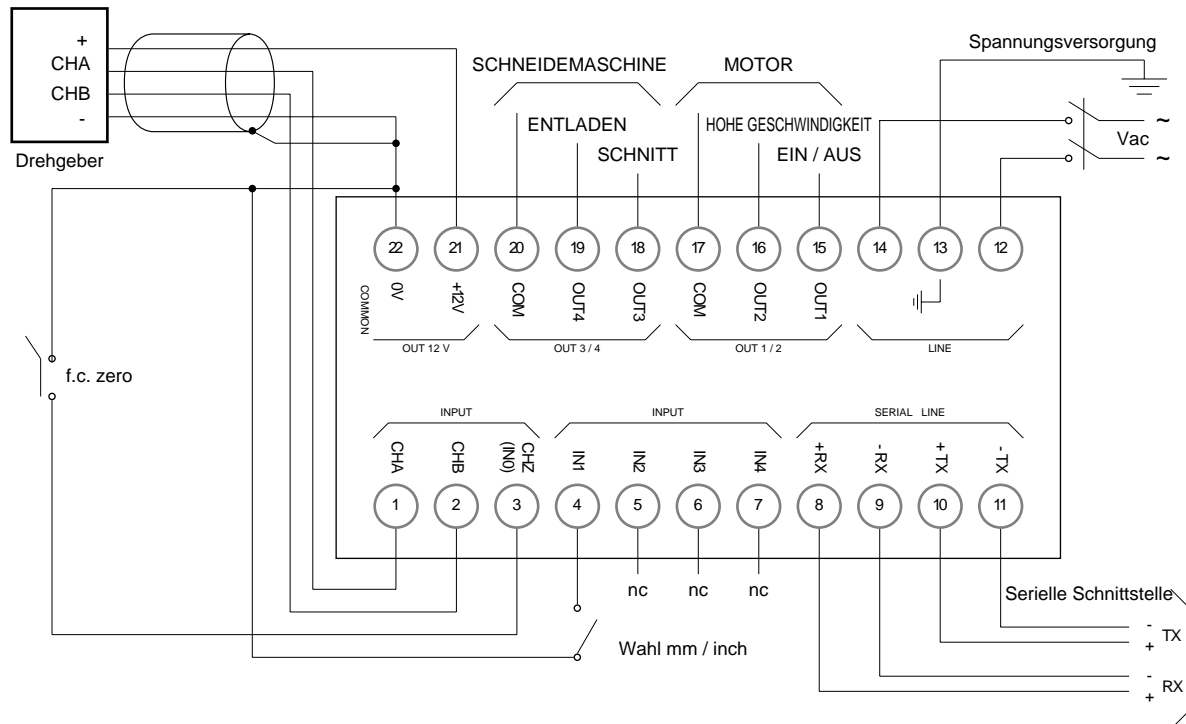 +
CHA
CHB
-
Drehgeber
SCHNEIDEMASCHINE
MOTOR
Spannungsversorgung
ENTLADEN
HOHE GESCHWINDIGKEIT
SCHNITT
EIN / AUS
~
Vac
~
22
21
20
19
18
17
16
15
14
13
12
COMMON
0V
+12V
COM
OUT4
OUT3
COM
OUT2
OUT1
OUT 12 V
OUT 3 / 4
OUT 1 / 2
LINE
f.c. zero
INPUT
INPUT
SERIAL LINE
CHA
CHB
CHZ
(IN0)
IN1
IN2
IN3
IN4
+RX
-RX
+TX
-TX
1
2
3
4
5
6
7
8
9
10
11
nc
nc
nc
Wahl mm / inch
Serielle Schnittstelle
-
TX
+
-
RX
+